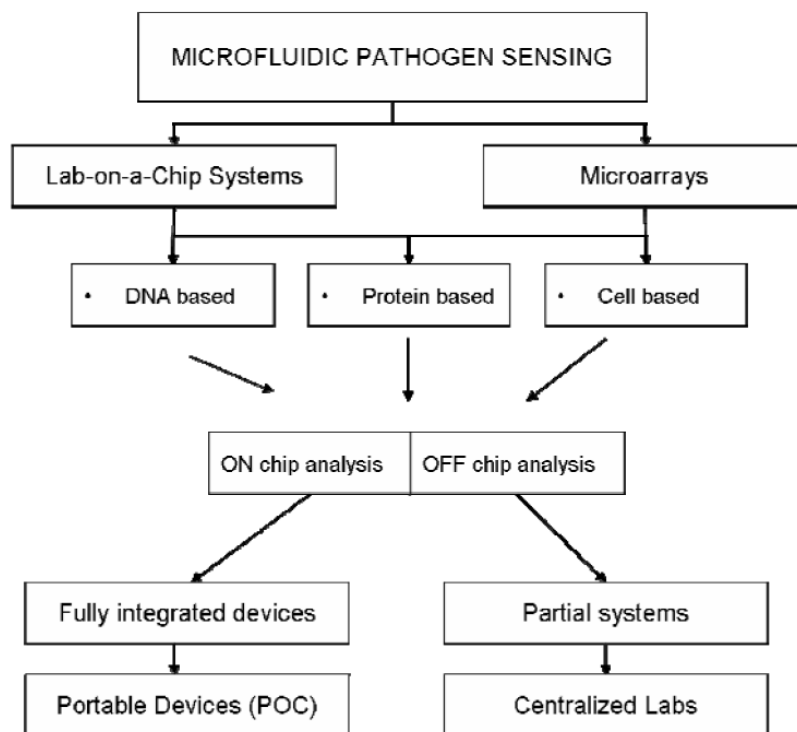 MICROFLUIDIC PATHOGEN SENSING
Lab-on-a-Chip Systems
Microarrays
• DNA based
• Protein based
• Cell based
ON chip analysis
OFF chip analysis
Fully integrated devices
Partial systems
Portable Devices (POC)
Centralized Labs